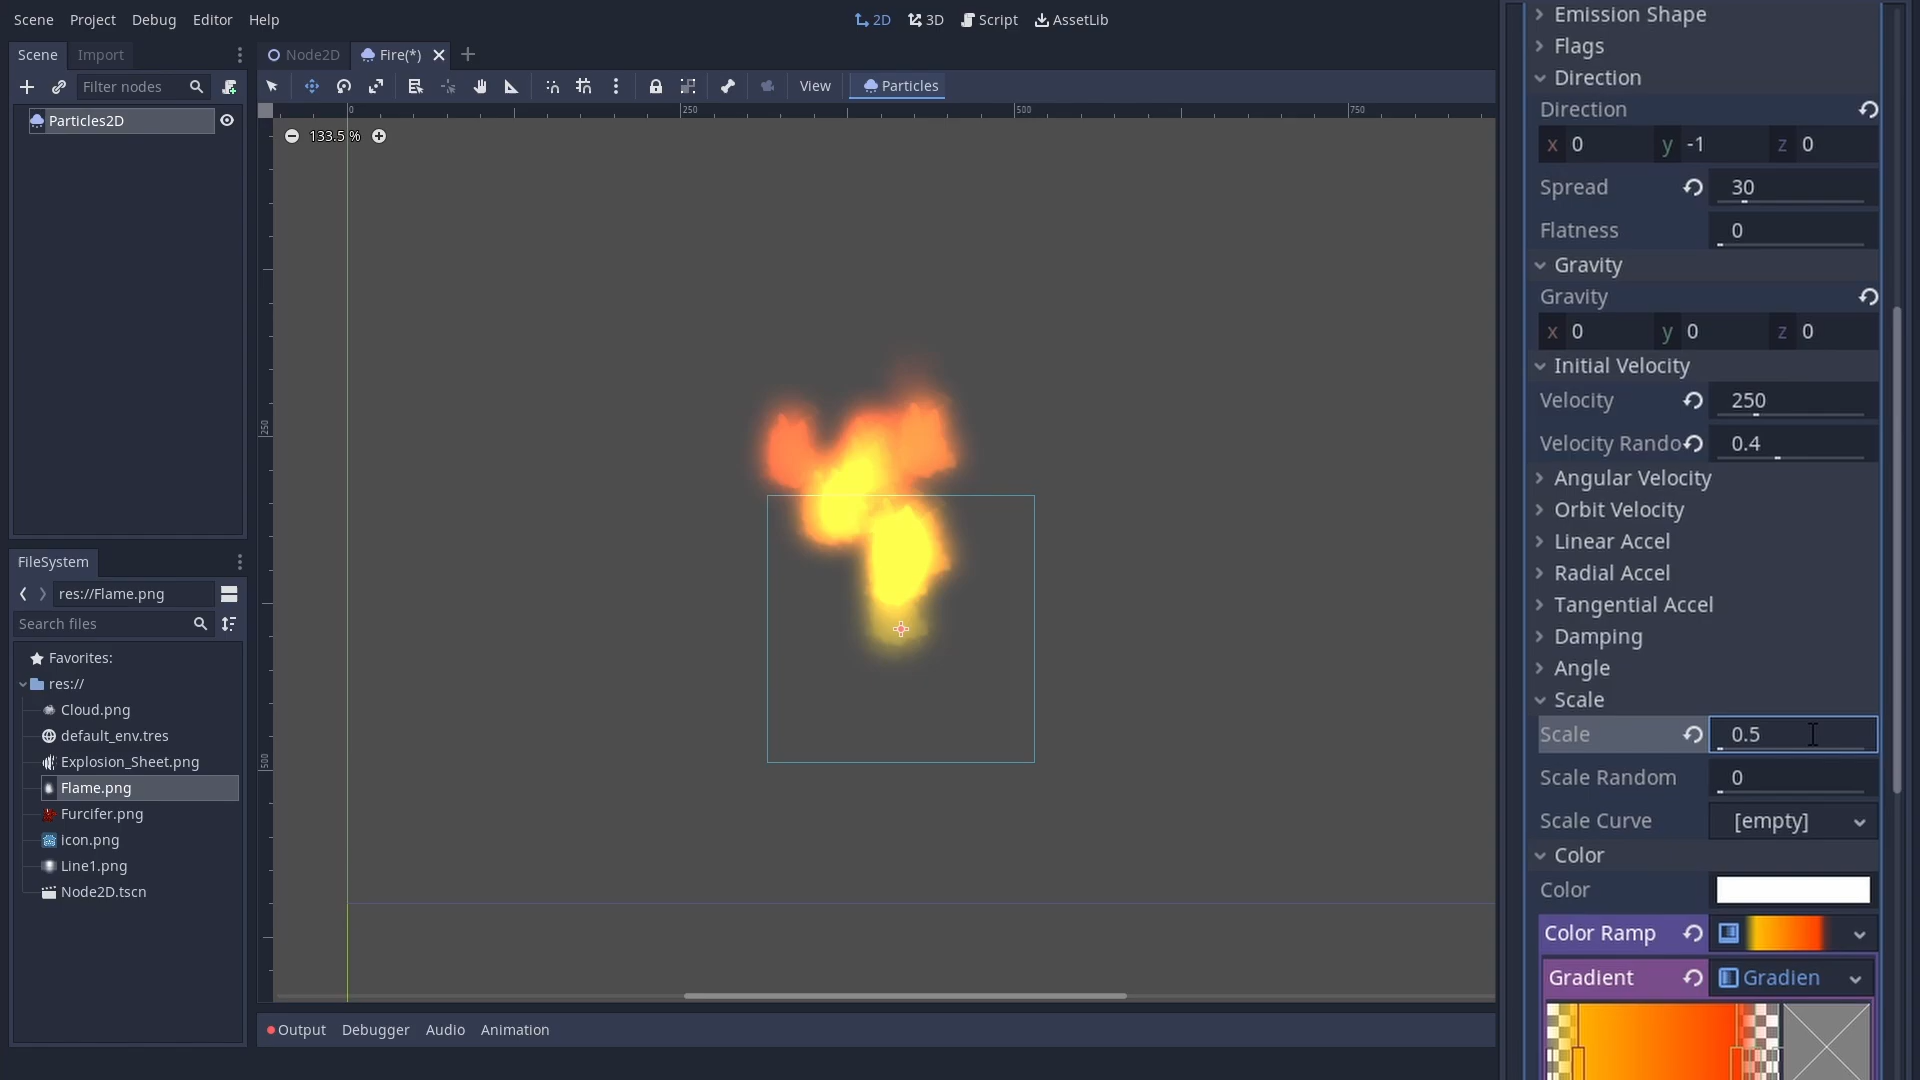 Scene Project Debug Editor Help
2D 3D Script AssetLib
Scene Import
Filter nodes
Particles2D
FileSystem
res://Flame.png
Search files
Favorites:
res://
Cloud.png
default_env.tres
Explosion_Sheet.png
Flame.png
Furcifer.png
icon.png
Line1.png
Node2D.tscn
Node2D Fire(*)
View Particles
0 250 500 750
133.5 %
250
500
Output Debugger Audio Animation
Emission Shape
Flags
Direction
Direction
x 0 y -1 z 0
Spread 30
Flatness 0
Gravity
Gravity
x 0 y 0 z 0
Initial Velocity
Velocity 250
Velocity Rando 0.4
Angular Velocity
Orbit Velocity
Linear Accel
Radial Accel
Tangential Accel
Damping
Angle
Scale
Scale 0.5
Scale Random 0
Scale Curve [empty]
Color
Color
Color Ramp
Gradient Gradien